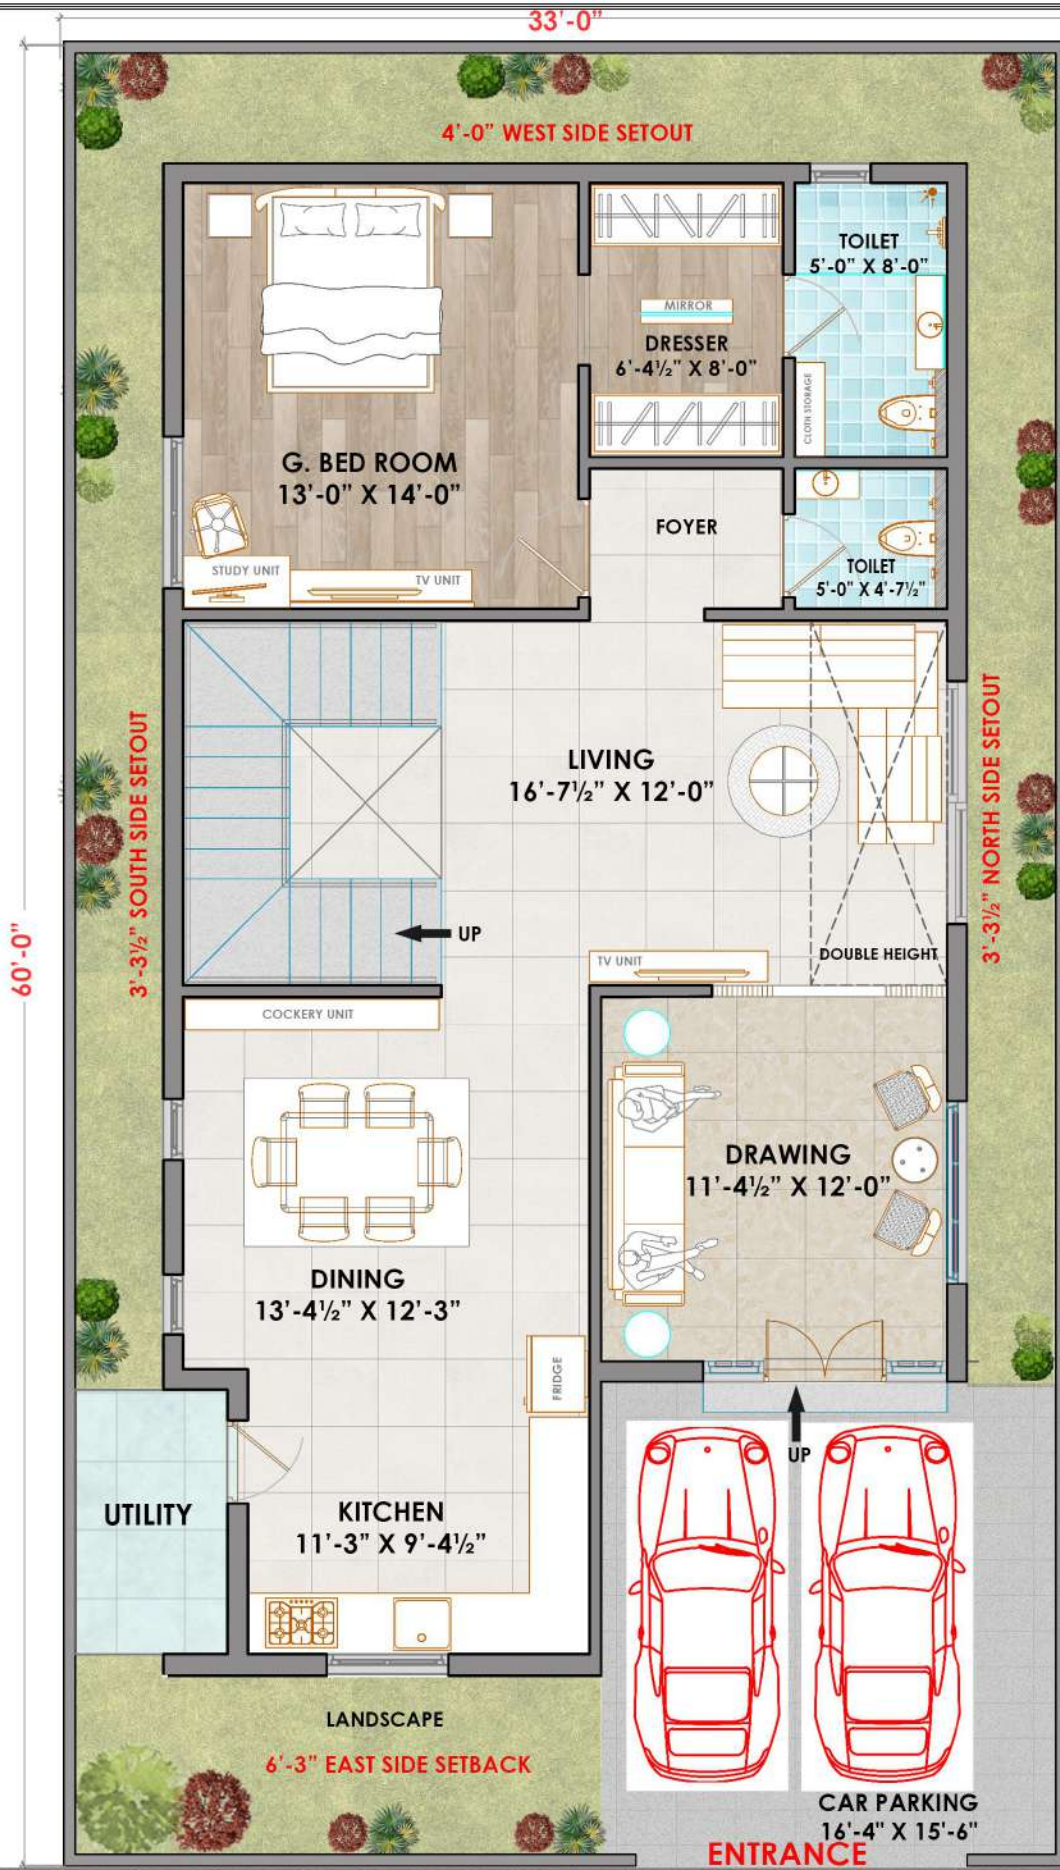 33'-0"
4'-0" WEST SIDE SETOUT
TOILET
5'-0" X 8'-0"
MIRROR
DRESSER
6'-4½" X 8'-0"
CLOTH STORAGE
G. BED ROOM
13'-0" X 14'-0"
FOYER
STUDY UNIT
TV UNIT
TOILET
5'-0" X 4'-7½"
LIVING
16'-7½" X 12'-0"
3'-3½" SOUTH SIDE SETOUT
3'-3½" NORTH SIDE SETOUT
60'-0"
UP
TV UNIT
DOUBLE HEIGHT
COCKERY UNIT
DRAWING
11'-4½" X 12'-0"
DINING
13'-4½" X 12'-3"
FRIDGE
UP
UTILITY
KITCHEN
11'-3" X 9'-4½"
LANDSCAPE
6'-3" EAST SIDE SETBACK
CAR PARKING
16'-4" X 15'-6"
ENTRANCE